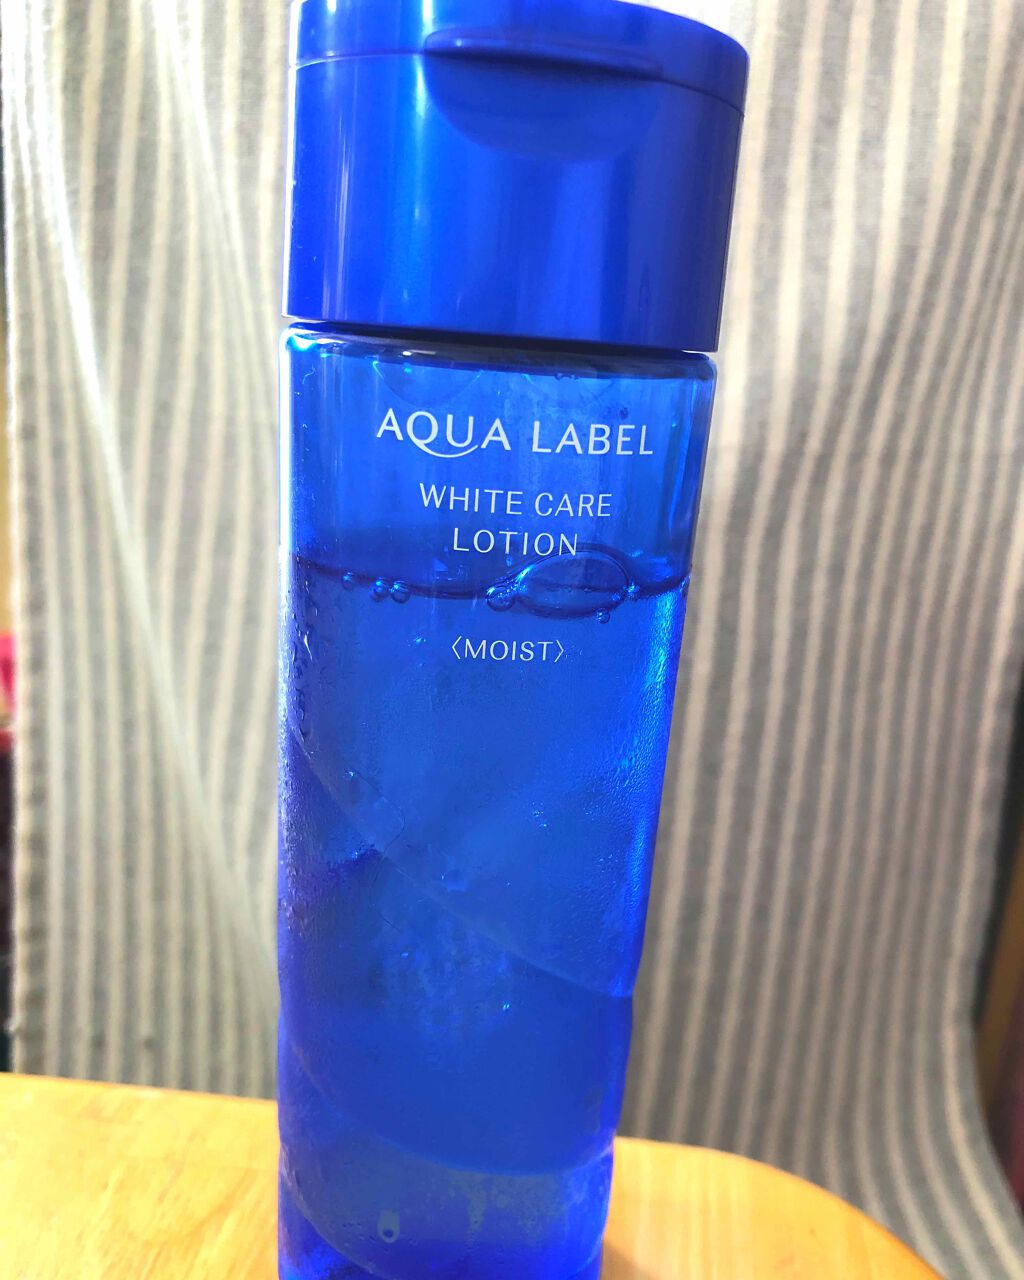 AQUA LABEL
WHITE CARE
LOTION
〈MOIST〉